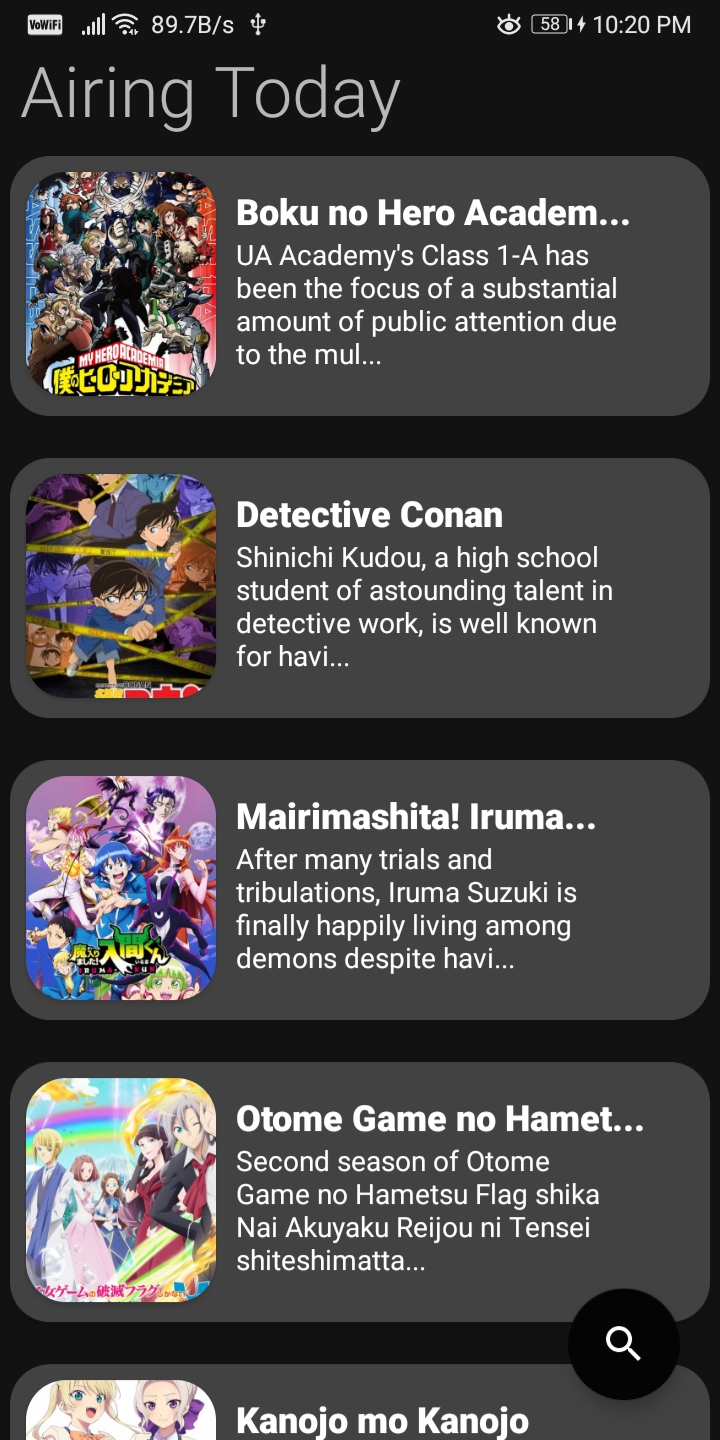 VoWiFi 89.7B/s 58 10:20 PM
Airing Today
Boku no Hero Academ...
UA Academy's Class 1-A has
been the focus of a substantial
amount of public attention due
to the mul...
MY HERO ACADEMIA
僕のヒーローアカデミア
Detective Conan
Shinichi Kudou, a high school
student of astounding talent in
detective work, is well known
for havi...
Mairimashita! Iruma...
After many trials and
tribulations, Iruma Suzuki is
finally happily living among
demons despite havi...
魔入り
ました!
入間くん
IRUMA-KUN
Otome Game no Hamet...
Second season of Otome
Game no Hametsu Flag shika
Nai Akuyaku Reijou ni Tensei
shiteshimatta...
女ゲームの破滅フラグしかない
Kanojo mo Kanojo